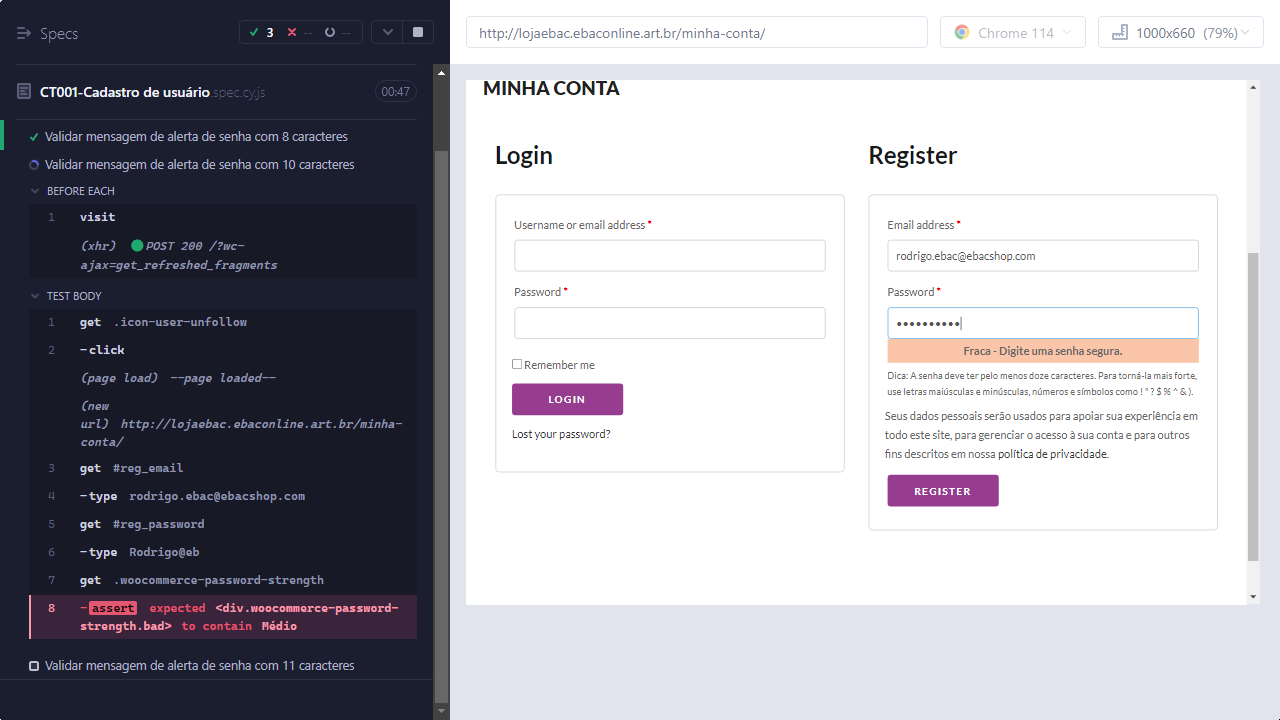 Specs
3
--
--
http://lojaebac.ebaconline.art.br/minha-conta/
Chrome 114
1000x660 (79%)
CT001-Cadastro de usuário.spec.cy.js
00:47
Validar mensagem de alerta de senha com 8 caracteres
Validar mensagem de alerta de senha com 10 caracteres
BEFORE EACH
1 visit
(xhr) POST 200 /?wc-
ajax=get_refreshed_fragments
TEST BODY
1 get .icon-user-unfollow
2 -click
(page load) --page loaded--
(new
url) http://lojaebac.ebaconline.art.br/minha-
conta/
3 get #reg_email
4 -type rodrigo.ebac@ebacshop.com
5 get #reg_password
6 -type Rodrigo@eb
7 get .woocommerce-password-strength
8 -assert expected <div.woocommerce-password-
strength.bad> to contain Médio
Validar mensagem de alerta de senha com 11 caracteres
MINHA CONTA
Login
Username or email address *
Password *
Remember me
LOGIN
Lost your password?
Register
Email address *
rodrigo.ebac@ebacshop.com
Password *
••••••••••
Fraca - Digite uma senha segura.
Dica: A senha deve ter pelo menos doze caracteres. Para torná-la mais forte,
use letras maiúsculas e minúsculas, números e símbolos como ! " ? $ % ^ & ).
Seus dados pessoais serão usados para apoiar sua experiência em
todo este site, para gerenciar o acesso à sua conta e para outros
fins descritos em nossa política de privacidade.
REGISTER